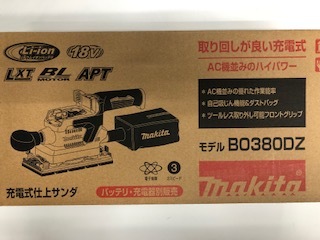 Li-ion 18V
LXT BL MOTOR APT
makita
電子制御
3
充電式仕上サンダ
バッテリ・充電器別販売
取り回しが良い充電式
AC機並みのハイパワー
・AC機並みの優れた作業能率
・自己吸じん機能&ダストバッグ
・ツールレス取り外し可能フロントグリップ
モデル BO380DZ
makita